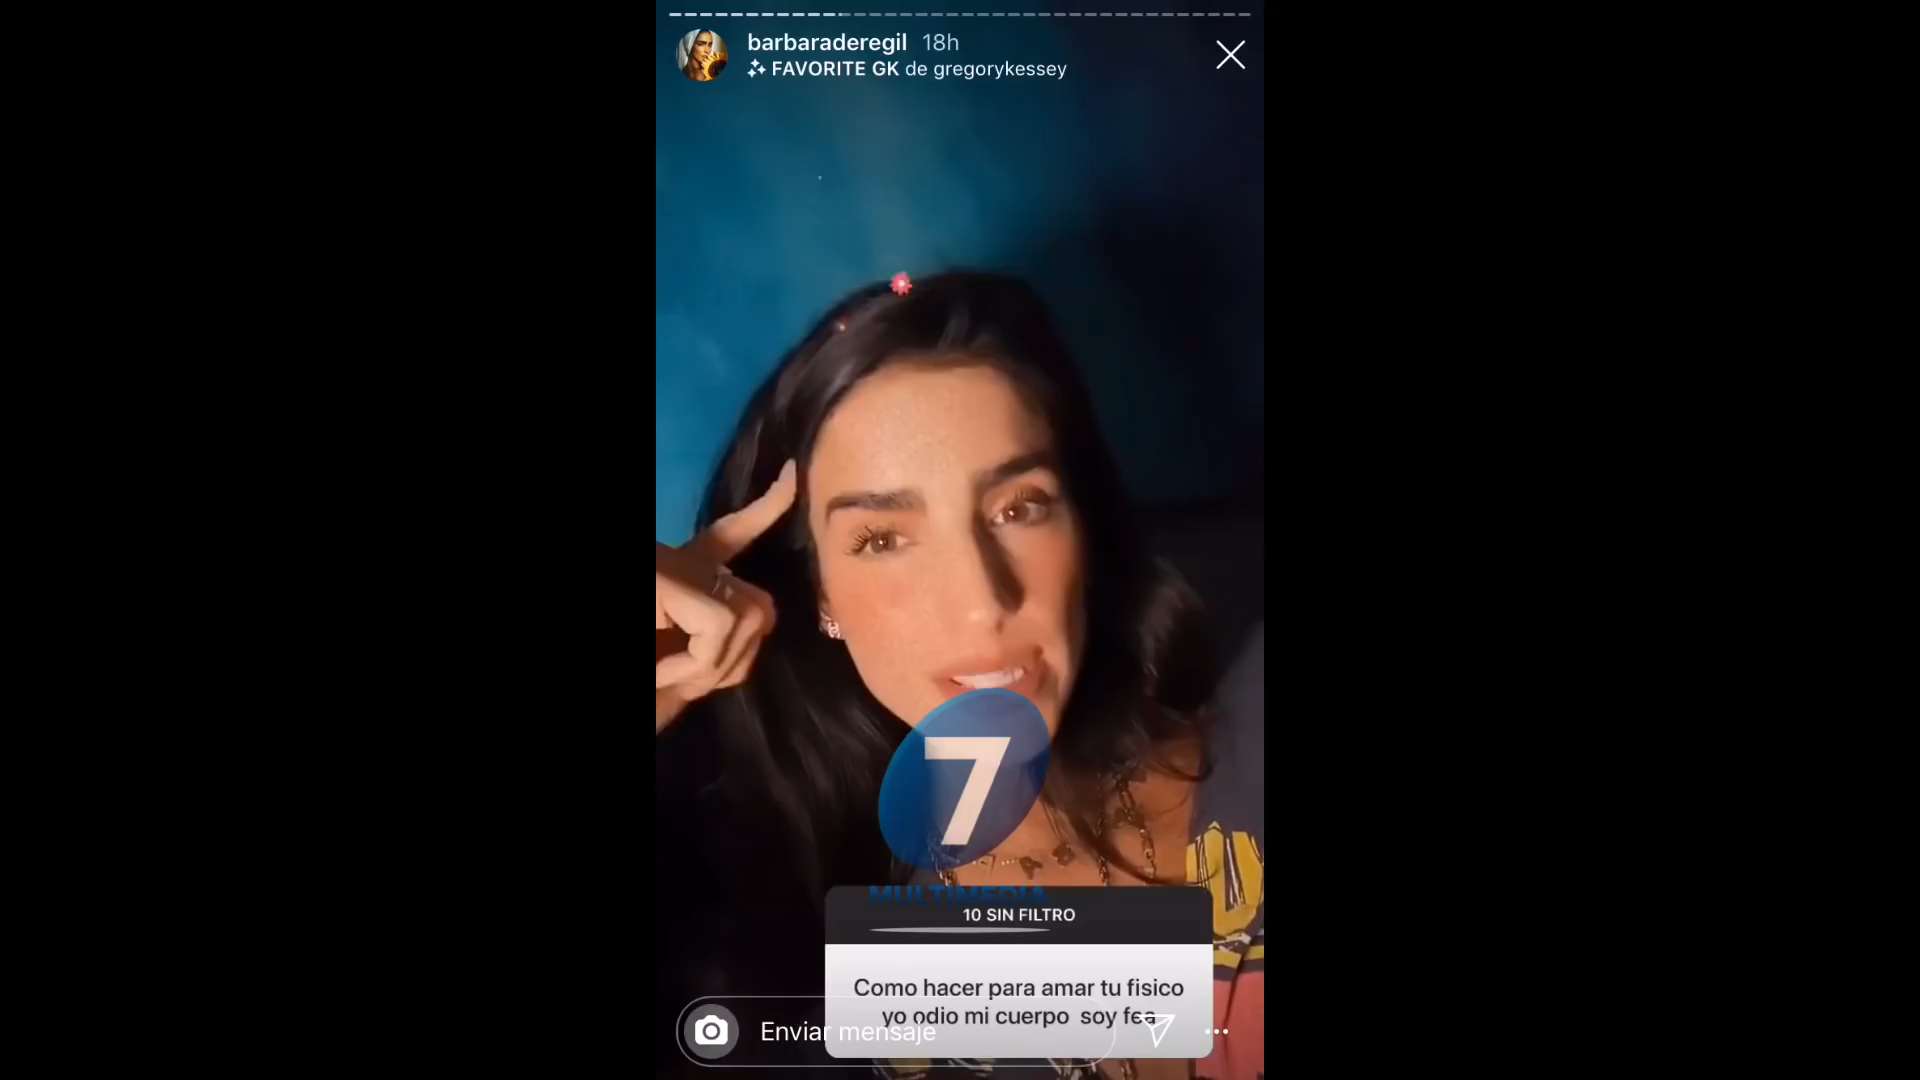 barbaraderegil 18h
FAVORITE GK de gregorykessey
7
MULTIMEDIA
10 SIN FILTRO
Como hacer para amar tu fisico
yo odio mi cuerpo soy fea
Enviar mensaje